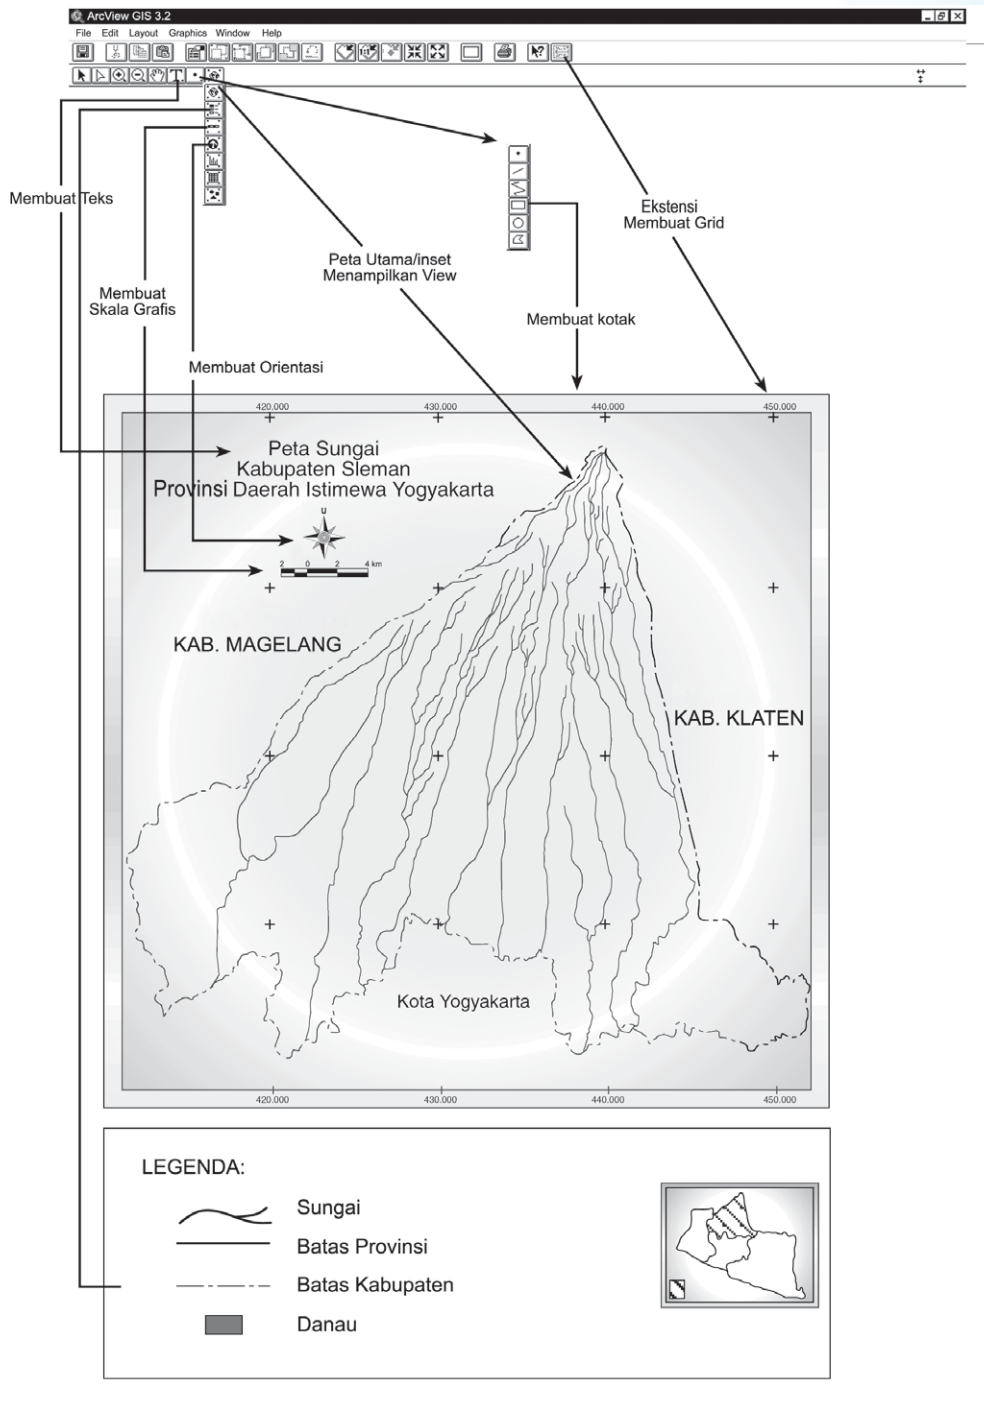 ArcView GIS 3.2
File Edit Layout Graphics Window Help
T
Membuat Teks
Ekstensi
Membuat Grid
Peta Utama/inset
Menampilkan View
Membuat
Skala Grafis
Membuat kotak
Membuat Orientasi
420.000 430.000 440.000 450.000
Peta Sungai
Kabupaten Sleman
Provinsi Daerah Istimewa Yogyakarta
U
2 0 2 4 km
KAB. MAGELANG
KAB. KLATEN
Kota Yogyakarta
420.000 430.000 440.000 450.000
LEGENDA:
Sungai
Batas Provinsi
Batas Kabupaten
Danau